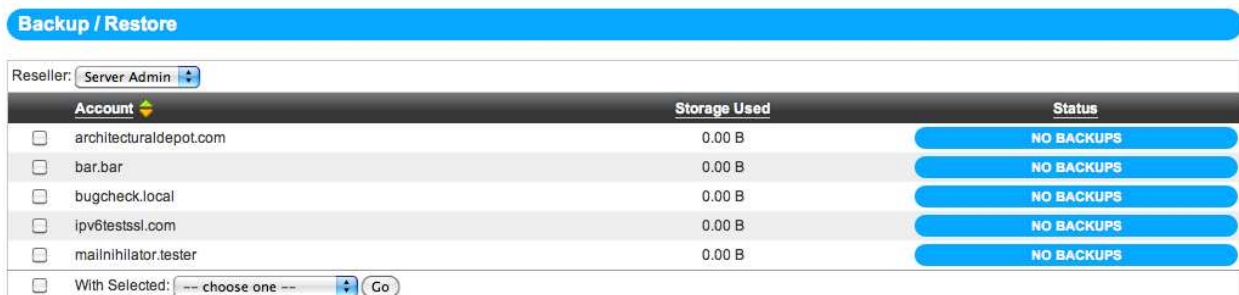 Backup / Restore
Reseller: Server Admin
Account Storage Used Status
architecturaldepot.com 0.00 B NO BACKUPS
bar.bar 0.00 B NO BACKUPS
bugcheck.local 0.00 B NO BACKUPS
ipv6testssl.com 0.00 B NO BACKUPS
mailnihilator.tester 0.00 B NO BACKUPS
With Selected: -- choose one -- Go